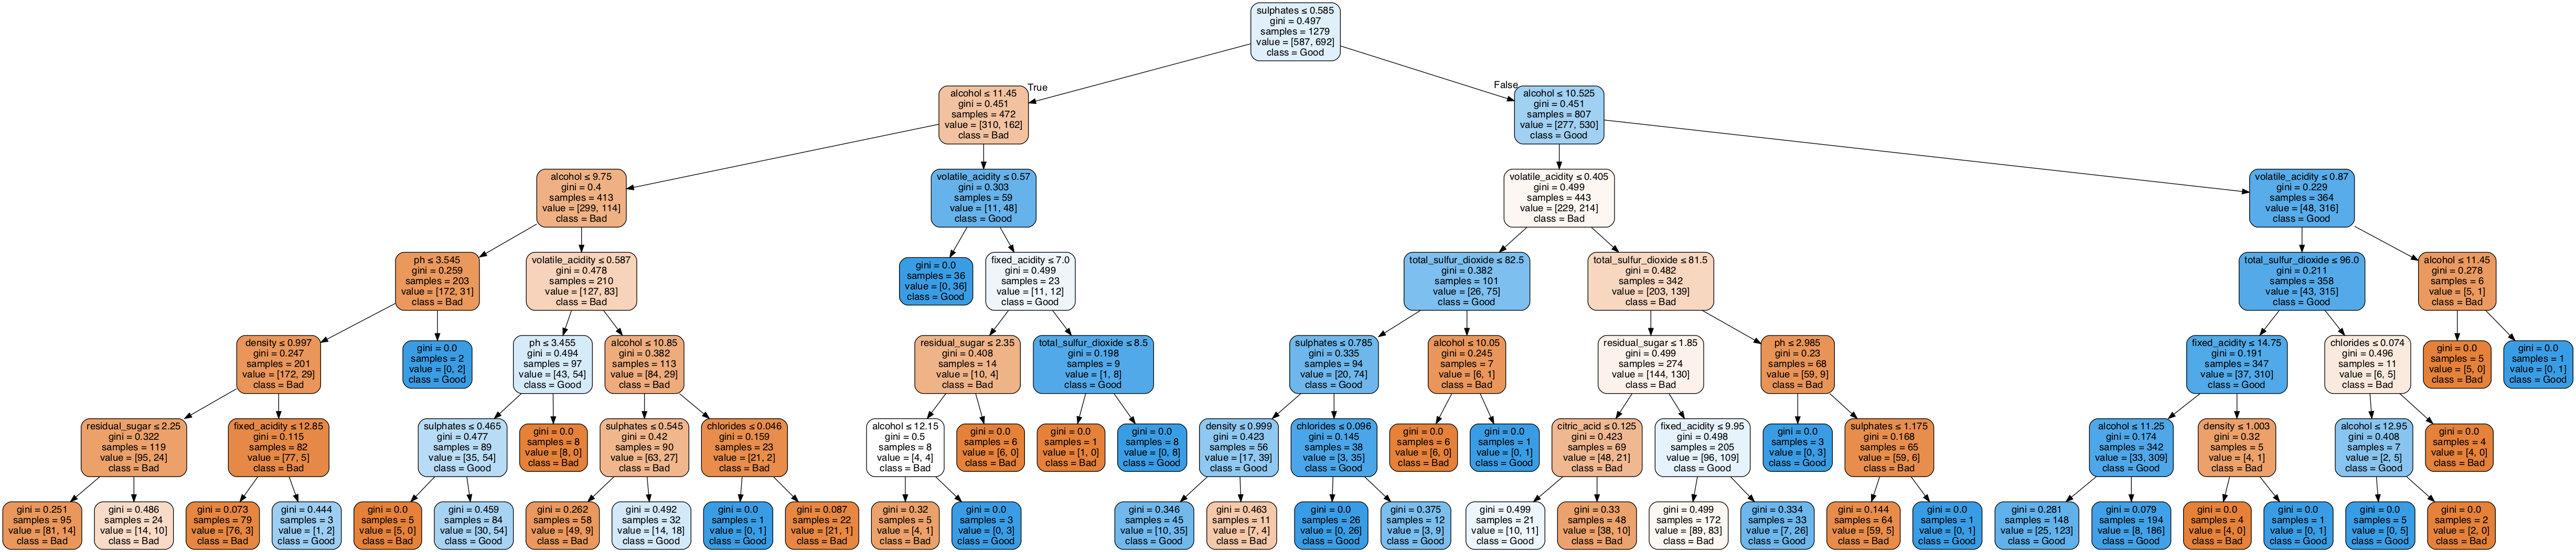 sulphates ≤ 0.585
gini = 0.497
samples = 1279
value = [587, 692]
class = Good
True
False
alcohol ≤ 11.45
gini = 0.451
samples = 472
value = [310, 162]
class = Bad
alcohol ≤ 10.525
gini = 0.451
samples = 807
value = [277, 530]
class = Good
alcohol ≤ 9.75
gini = 0.4
samples = 413
value = [299, 114]
class = Bad
volatile_acidity ≤ 0.57
gini = 0.303
samples = 59
value = [11, 48]
class = Good
volatile_acidity ≤ 0.405
gini = 0.499
samples = 443
value = [229, 214]
class = Bad
volatile_acidity ≤ 0.87
gini = 0.229
samples = 364
value = [48, 316]
class = Good
ph ≤ 3.545
gini = 0.259
samples = 203
value = [172, 31]
class = Bad
volatile_acidity ≤ 0.587
gini = 0.478
samples = 210
value = [127, 83]
class = Bad
gini = 0.0
samples = 36
value = [0, 36]
class = Good
fixed_acidity ≤ 7.0
gini = 0.499
samples = 23
value = [11, 12]
class = Good
total_sulfur_dioxide ≤ 82.5
gini = 0.382
samples = 101
value = [26, 75]
class = Good
total_sulfur_dioxide ≤ 81.5
gini = 0.482
samples = 342
value = [203, 139]
class = Bad
total_sulfur_dioxide ≤ 96.0
gini = 0.211
samples = 358
value = [43, 315]
class = Good
alcohol ≤ 11.45
gini = 0.278
samples = 6
value = [5, 1]
class = Bad
density ≤ 0.997
gini = 0.247
samples = 201
value = [172, 29]
class = Bad
gini = 0.0
samples = 2
value = [0, 2]
class = Good
ph ≤ 3.455
gini = 0.494
samples = 97
value = [43, 54]
class = Good
alcohol ≤ 10.85
gini = 0.382
samples = 113
value = [84, 29]
class = Bad
residual_sugar ≤ 2.35
gini = 0.408
samples = 14
value = [10, 4]
class = Bad
total_sulfur_dioxide ≤ 8.5
gini = 0.198
samples = 9
value = [1, 8]
class = Good
sulphates ≤ 0.785
gini = 0.335
samples = 94
value = [20, 74]
class = Good
alcohol ≤ 10.05
gini = 0.245
samples = 7
value = [6, 1]
class = Bad
residual_sugar ≤ 1.85
gini = 0.499
samples = 274
value = [144, 130]
class = Bad
ph ≤ 2.985
gini = 0.23
samples = 68
value = [59, 9]
class = Bad
fixed_acidity ≤ 14.75
gini = 0.191
samples = 347
value = [37, 310]
class = Good
chlorides ≤ 0.074
gini = 0.496
samples = 11
value = [6, 5]
class = Bad
gini = 0.0
samples = 5
value = [5, 0]
class = Bad
gini = 0.0
samples = 1
value = [0, 1]
class = Good
residual_sugar ≤ 2.25
gini = 0.322
samples = 119
value = [95, 24]
class = Bad
fixed_acidity ≤ 12.85
gini = 0.115
samples = 82
value = [77, 5]
class = Bad
sulphates ≤ 0.465
gini = 0.477
samples = 89
value = [35, 54]
class = Good
gini = 0.0
samples = 8
value = [8, 0]
class = Bad
sulphates ≤ 0.545
gini = 0.42
samples = 90
value = [63, 27]
class = Bad
chlorides ≤ 0.046
gini = 0.159
samples = 23
value = [21, 2]
class = Bad
alcohol ≤ 12.15
gini = 0.5
samples = 8
value = [4, 4]
class = Bad
gini = 0.0
samples = 6
value = [6, 0]
class = Bad
gini = 0.0
samples = 1
value = [1, 0]
class = Bad
gini = 0.0
samples = 8
value = [0, 8]
class = Good
density ≤ 0.999
gini = 0.423
samples = 56
value = [17, 39]
class = Good
chlorides ≤ 0.096
gini = 0.145
samples = 38
value = [3, 35]
class = Good
gini = 0.0
samples = 6
value = [6, 0]
class = Bad
gini = 0.0
samples = 1
value = [0, 1]
class = Good
citric_acid ≤ 0.125
gini = 0.423
samples = 69
value = [48, 21]
class = Bad
fixed_acidity ≤ 9.95
gini = 0.498
samples = 205
value = [96, 109]
class = Good
gini = 0.0
samples = 3
value = [0, 3]
class = Good
sulphates ≤ 1.175
gini = 0.168
samples = 65
value = [59, 6]
class = Bad
alcohol ≤ 11.25
gini = 0.174
samples = 342
value = [33, 309]
class = Good
density ≤ 1.003
gini = 0.32
samples = 5
value = [4, 1]
class = Bad
alcohol ≤ 12.95
gini = 0.408
samples = 7
value = [2, 5]
class = Good
gini = 0.0
samples = 4
value = [4, 0]
class = Bad
gini = 0.251
samples = 95
value = [81, 14]
class = Bad
gini = 0.486
samples = 24
value = [14, 10]
class = Bad
gini = 0.073
samples = 79
value = [76, 3]
class = Bad
gini = 0.444
samples = 3
value = [1, 2]
class = Good
gini = 0.0
samples = 5
value = [5, 0]
class = Bad
gini = 0.459
samples = 84
value = [30, 54]
class = Good
gini = 0.262
samples = 58
value = [49, 9]
class = Bad
gini = 0.492
samples = 32
value = [14, 18]
class = Good
gini = 0.0
samples = 1
value = [0, 1]
class = Good
gini = 0.087
samples = 22
value = [21, 1]
class = Bad
gini = 0.32
samples = 5
value = [4, 1]
class = Bad
gini = 0.0
samples = 3
value = [0, 3]
class = Good
gini = 0.346
samples = 45
value = [10, 35]
class = Good
gini = 0.463
samples = 11
value = [7, 4]
class = Bad
gini = 0.0
samples = 26
value = [0, 26]
class = Good
gini = 0.375
samples = 12
value = [3, 9]
class = Good
gini = 0.499
samples = 21
value = [10, 11]
class = Good
gini = 0.33
samples = 48
value = [38, 10]
class = Bad
gini = 0.499
samples = 172
value = [89, 83]
class = Bad
gini = 0.334
samples = 33
value = [7, 26]
class = Good
gini = 0.144
samples = 64
value = [59, 5]
class = Bad
gini = 0.0
samples = 1
value = [0, 1]
class = Good
gini = 0.281
samples = 148
value = [25, 123]
class = Good
gini = 0.079
samples = 194
value = [8, 186]
class = Good
gini = 0.0
samples = 4
value = [4, 0]
class = Bad
gini = 0.0
samples = 1
value = [0, 1]
class = Good
gini = 0.0
samples = 5
value = [0, 5]
class = Good
gini = 0.0
samples = 2
value = [2, 0]
class = Bad